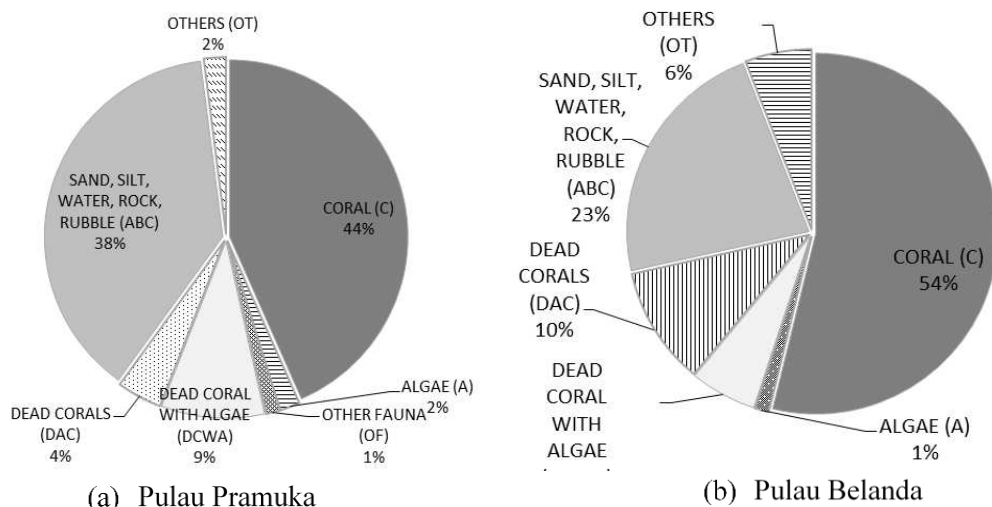 OTHERS (OT)
2%
SAND, SILT,
WATER, ROCK,
RUBBLE (ABC)
38%
CORAL (C)
44%
DEAD CORALS
(DAC)
4%
DEAD CORAL
WITH ALGAE
(DCWA)
9%
ALGAE (A)
2%
OTHER FAUNA
(OF)
1%
(a) Pulau Pramuka
OTHERS
(OT)
6%
SAND, SILT,
WATER,
ROCK,
RUBBLE
(ABC)
23%
CORAL (C)
54%
DEAD
CORALS
(DAC)
10%
DEAD
CORAL
WITH
ALGAE
ALGAE (A)
1%
(b) Pulau Belanda